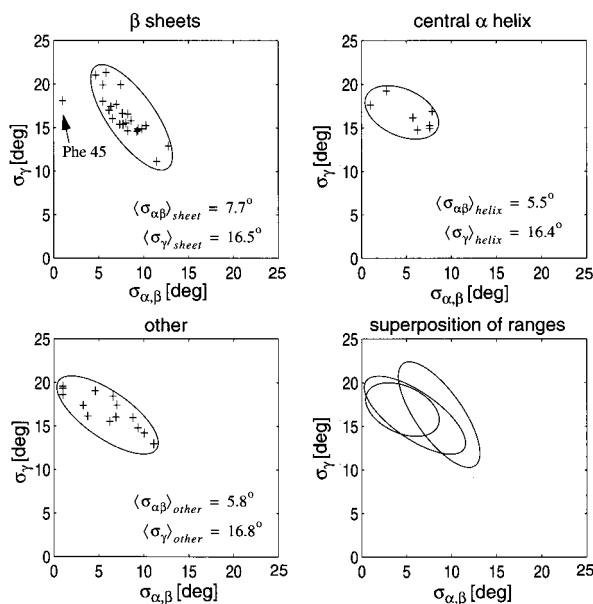 β sheets
25
20
15
10
5
0
0 5 10 15 20 25
σγ [deg]
σα,β [deg]
Phe 45
⟨σαβ⟩sheet = 7.7°
⟨σγ⟩sheet = 16.5°
central α helix
25
20
15
10
5
0
0 5 10 15 20 25
σγ [deg]
σα,β [deg]
⟨σαβ⟩helix = 5.5°
⟨σγ⟩helix = 16.4°
other
25
20
15
10
5
0
0 5 10 15 20 25
σγ [deg]
σα,β [deg]
⟨σαβ⟩other = 5.8°
⟨σγ⟩other = 16.8°
superposition of ranges
25
20
15
10
5
0
0 5 10 15 20 25
σγ [deg]
σα,β [deg]